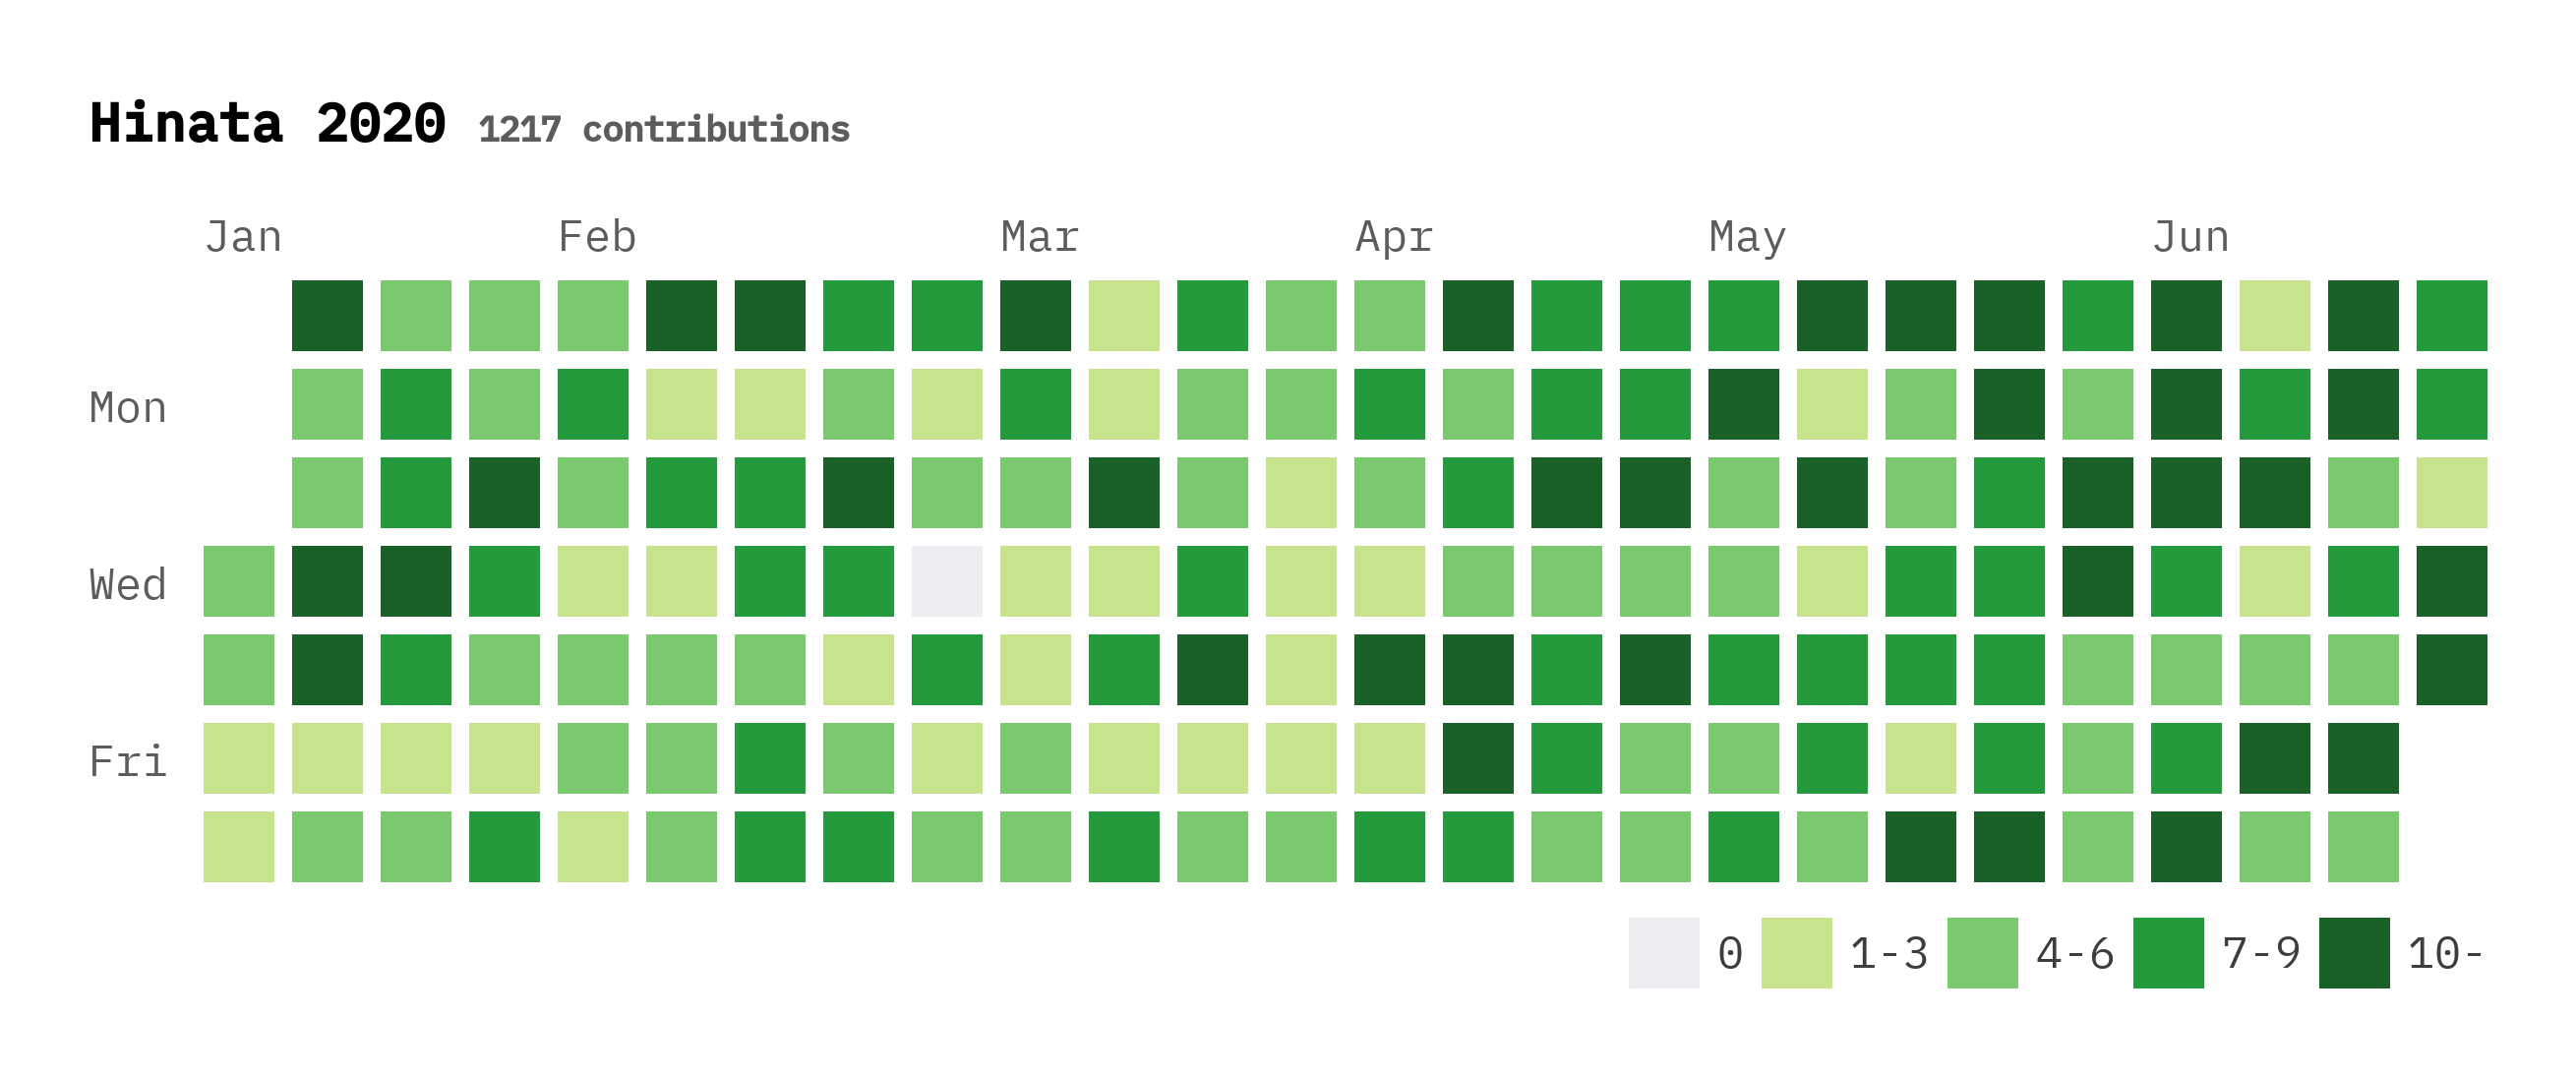 Hinata 2020 1217 contributions
Jan Feb Mar Apr May Jun
Mon
Wed
Fri
0 1-3 4-6 7-9 10-